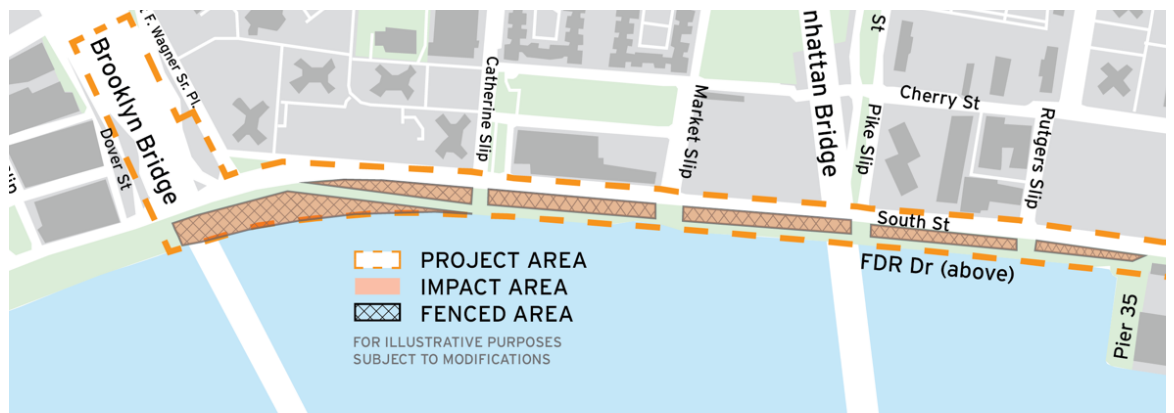 F. Wagner Sr. Pl.
Brooklyn Bridge
Dover St
Slip
Catherine Slip
Market Slip
nhattan Bridge
St
Pike Slip
Cherry St
Rutgers Slip
South St
FDR Dr (above)
Pier 35
PROJECT AREA
IMPACT AREA
FENCED AREA
FOR ILLUSTRATIVE PURPOSES
SUBJECT TO MODIFICATIONS